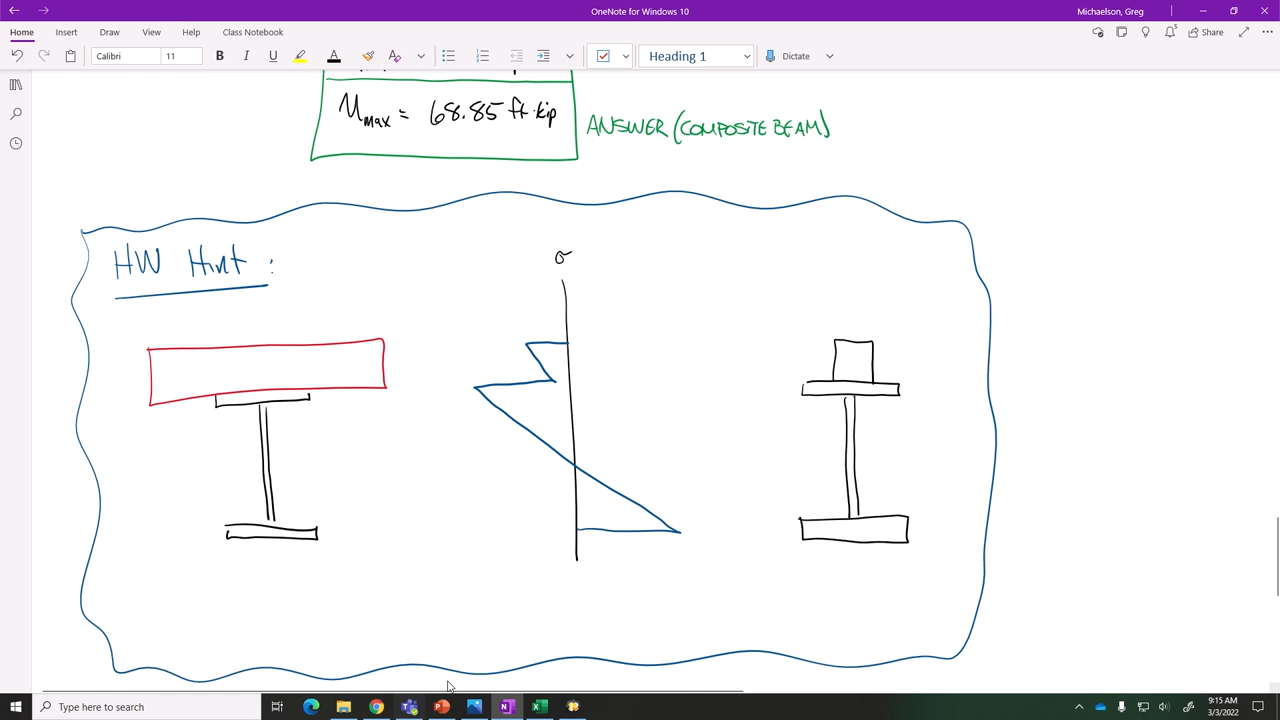 OneNote for Windows 10
Michaelson, Greg
Home Insert Draw View Help Class Notebook
5
Share
Calibri 11 B I U A A Heading 1 Dictate
Mmax = 68.85 ft·kip
ANSWER (COMPOSITE BEAM)
HW Hint :
σ
Type here to search
9:15 AM
3/3/2022